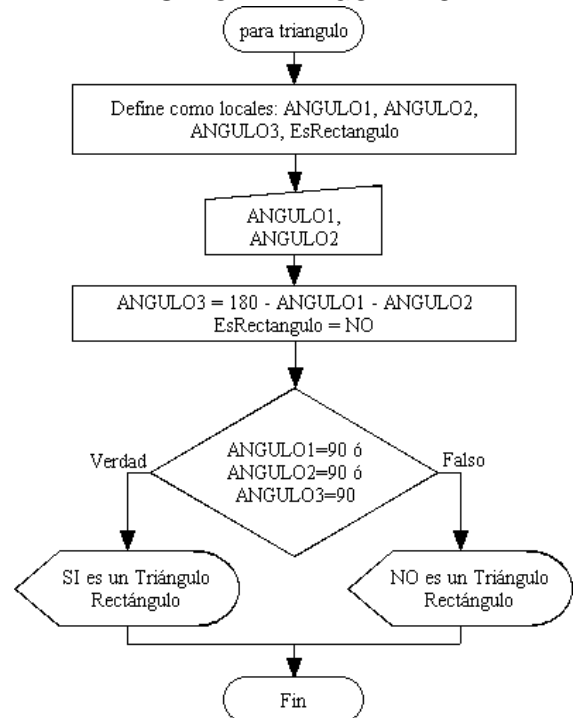 para triangulo
Define como locales: ANGULO1, ANGULO2,
ANGULO3, EsRectangulo
ANGULO1,
ANGULO2
ANGULO3 = 180 - ANGULO1 - ANGULO2
EsRectangulo = NO
ANGULO1=90 ó
ANGULO2=90 ó
ANGULO3=90
Verdad
Falso
SI es un Triángulo
Rectángulo
NO es un Triángulo
Rectángulo
Fin